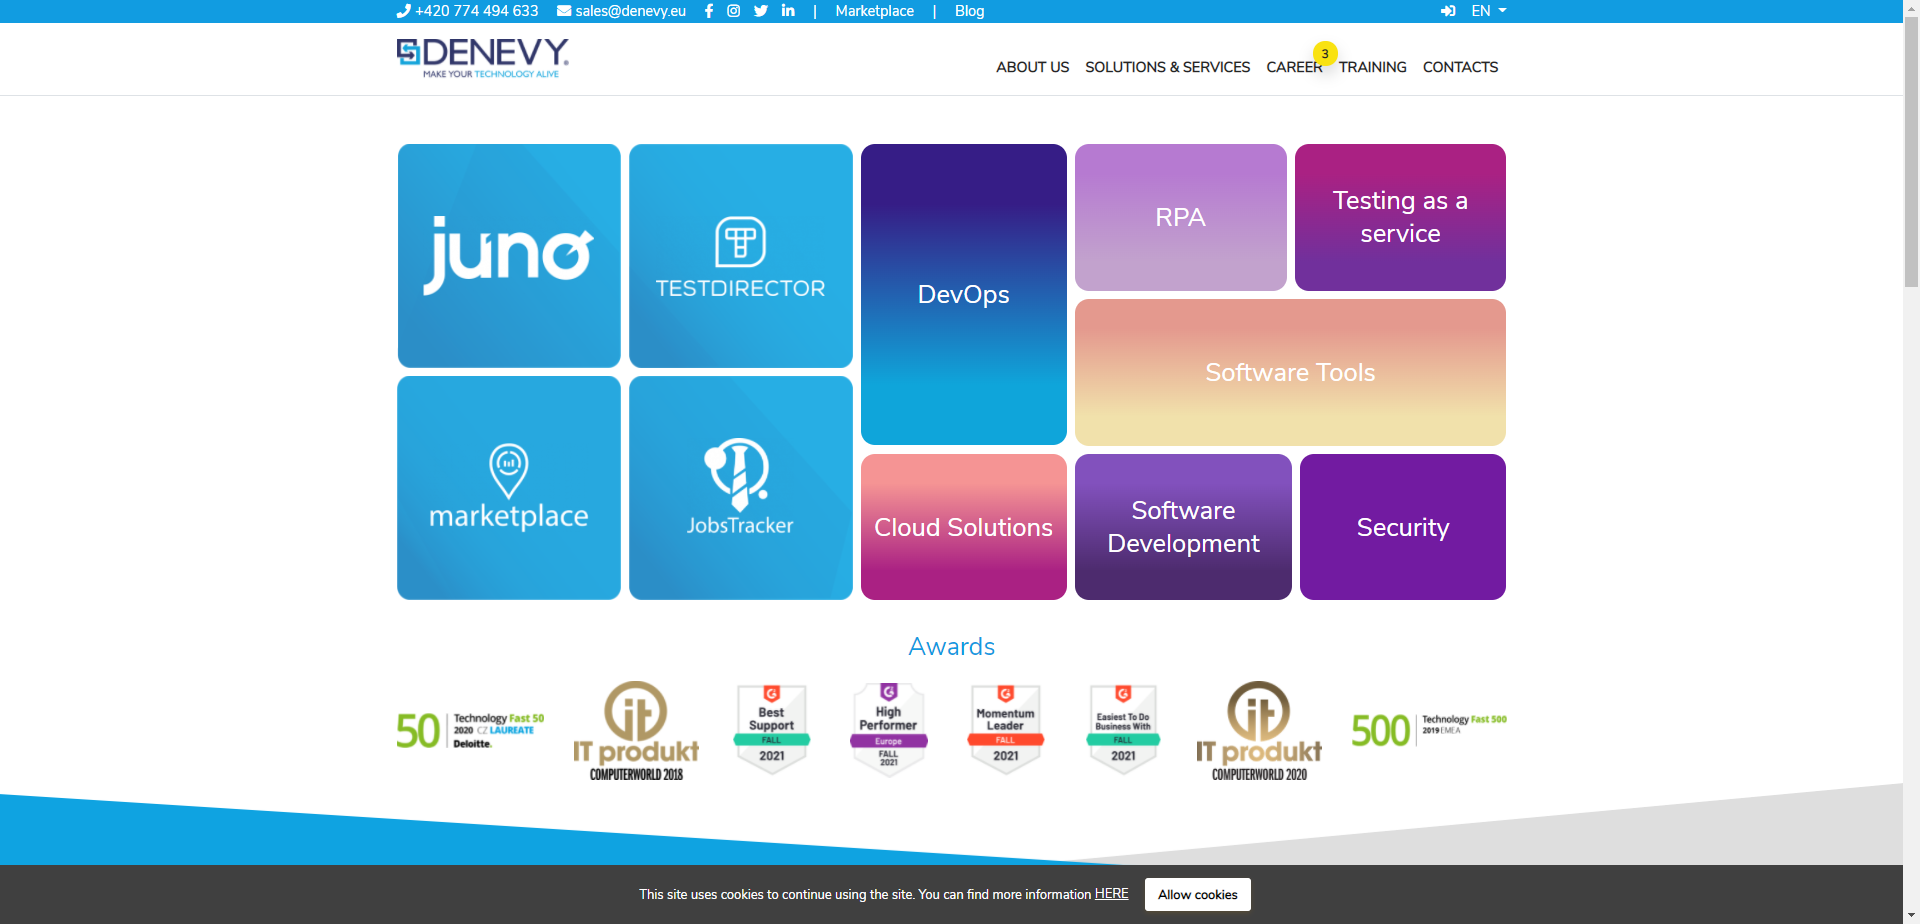 +420 774 494 633 sales@denevy.eu | Marketplace | Blog EN
DENEVY®
MAKE YOUR TECHNOLOGY ALIVE
ABOUT US SOLUTIONS & SERVICES CAREER 3 TRAINING CONTACTS
juno
TESTDIRECTOR
marketplace
JobsTracker
DevOps
RPA
Testing as a
service
Software Tools
Cloud Solutions
Software
Development
Security
Awards
50 Technology Fast 50
2020 CZ LAUREATE
Deloitte.
it
IT produkt
COMPUTERWORLD 2018
Best
Support
FALL
2021
High
Performer
Europe
FALL
2021
Momentum
Leader
FALL
2021
Easiest To Do
Business With
FALL
2021
it
IT produkt
COMPUTERWORLD 2020
500 Technology Fast 500
2019 EMEA
This site uses cookies to continue using the site. You can find more information HERE
Allow cookies